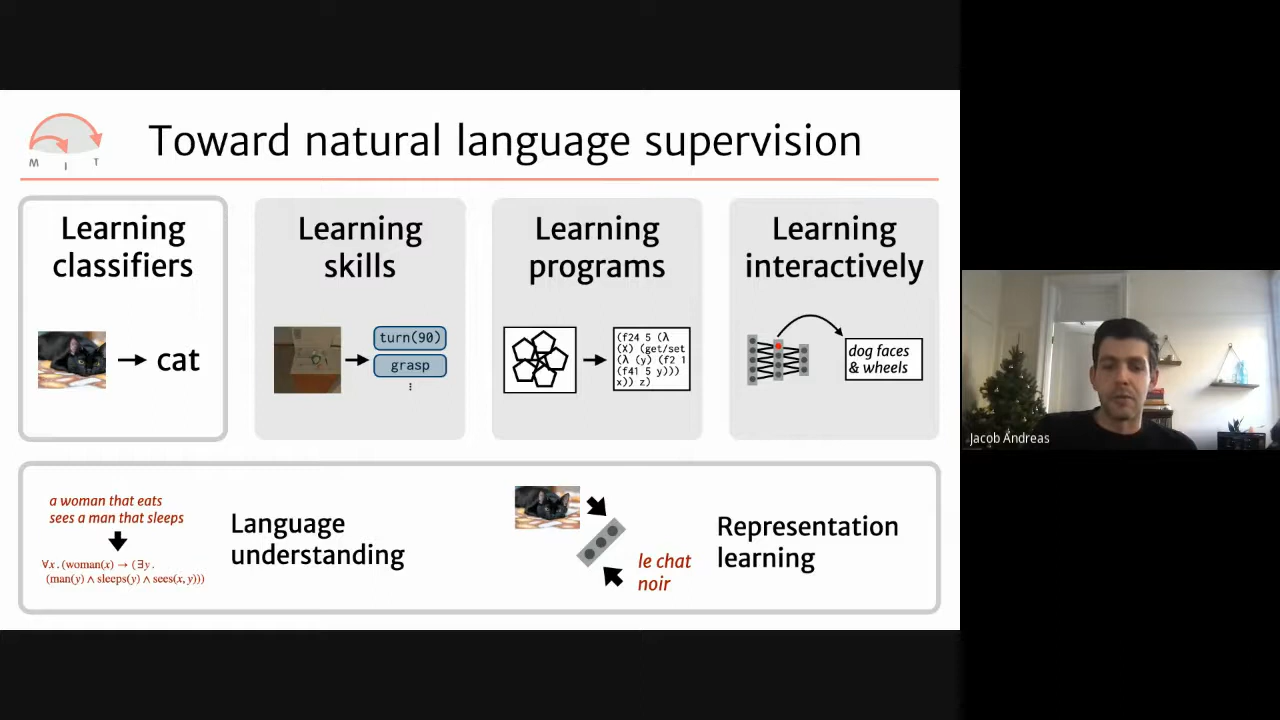 Toward natural language supervision
M I T
Learning
classifiers
cat
Learning
skills
turn(90)
grasp
⋮
Learning
programs
(f24 5 (λ
(X) (get/set
(λ (y) (f2 1
(f41 5 y)))
x)) z)
Learning
interactively
dog faces
& wheels
a woman that eats
sees a man that sleeps
∀x . (woman(x) → (∃y .
(man(y) ∧ sleeps(y) ∧ sees(x, y)))
Language
understanding
le chat
noir
Representation
learning
Jacob Andreas